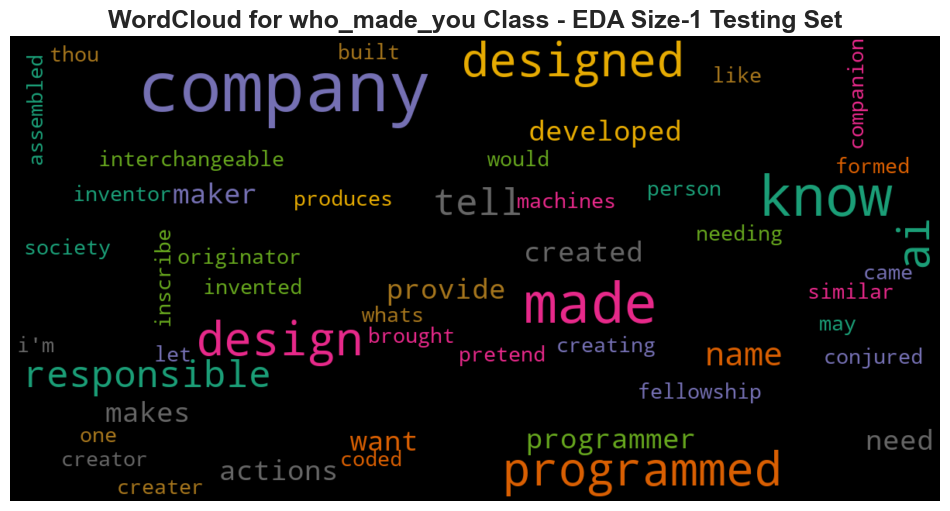 WordCloud for who_made_you Class - EDA Size-1 Testing Set
thou
built
designed
like
companion
assembled
company
developed
interchangeable
would
formed
inventor
maker
produces
tell
machines
person
know
society
inscribe
originator
created
needing
ai
invented
provide
made
came
similar
whats
may
i'm
let
design
brought
pretend
creating
name
conjured
responsible
fellowship
makes
one
want
programmer
need
creator
actions
coded
programmed
creater